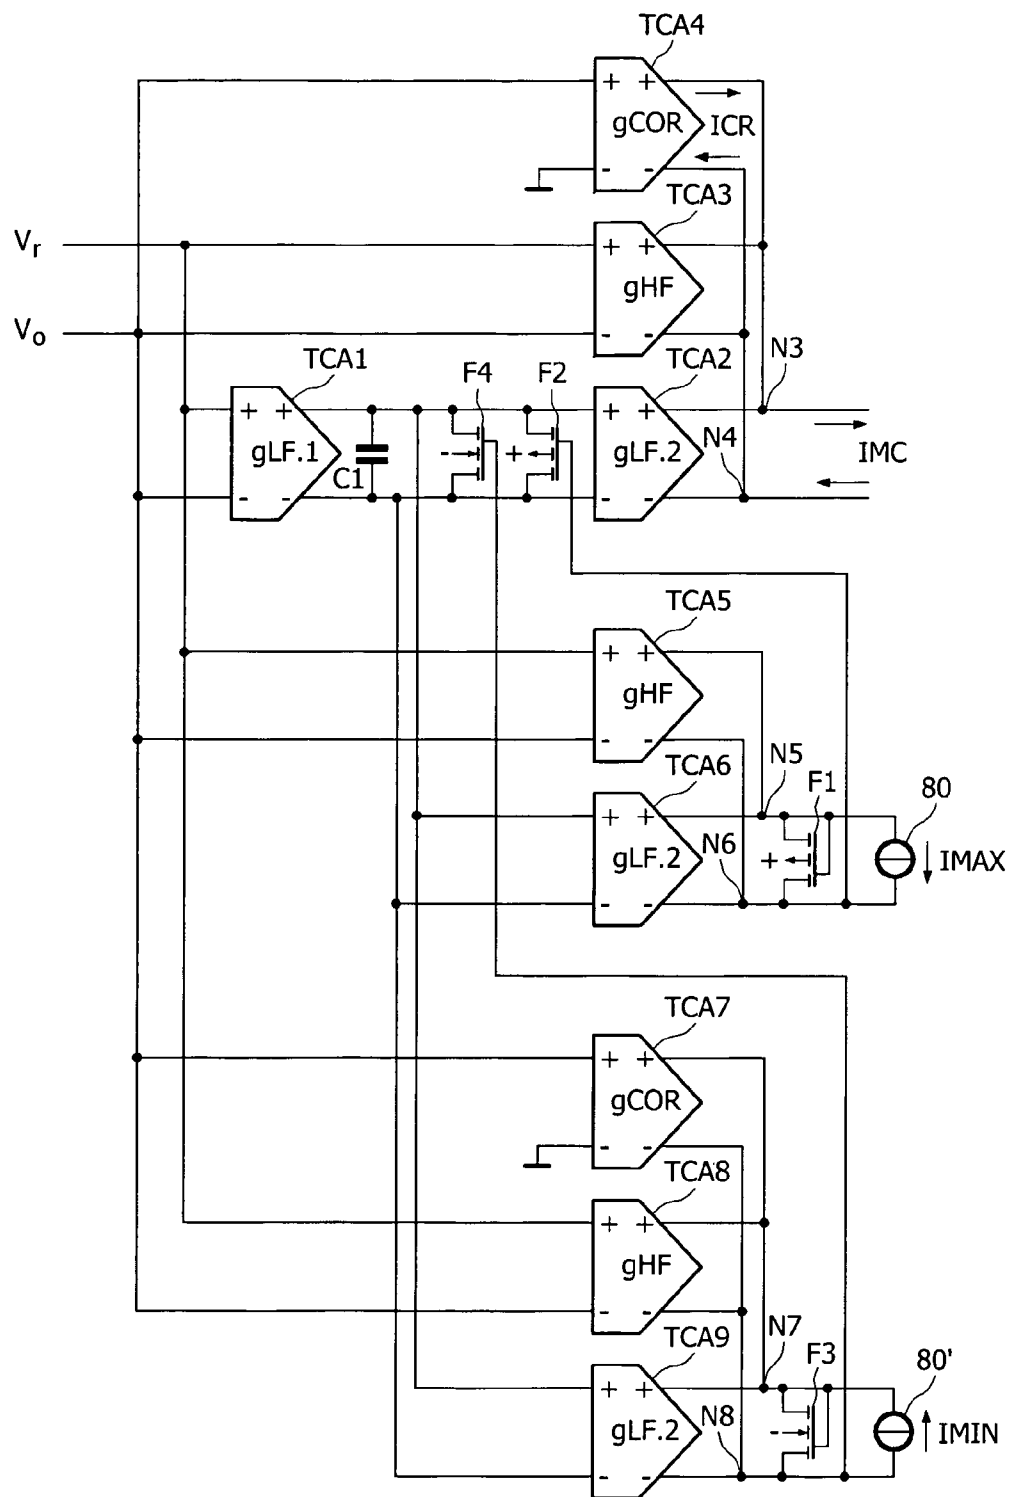 TCA4
+ +
gCOR
ICR
- -
TCA3
Vr
+ +
gHF
Vo
- -
TCA1
F4
F2
TCA2
N3
+ +
+ +
gLF.1
C1
-
+
gLF.2
N4
IMC
- -
- -
TCA5
+ +
gHF
- -
TCA6
N5
F1
80
+ +
gLF.2
N6
+
IMAX
- -
TCA7
+ +
gCOR
- -
TCA8
+ +
gHF
- -
TCA9
N7
F3
80'
+ +
gLF.2
N8
-
IMIN
- -